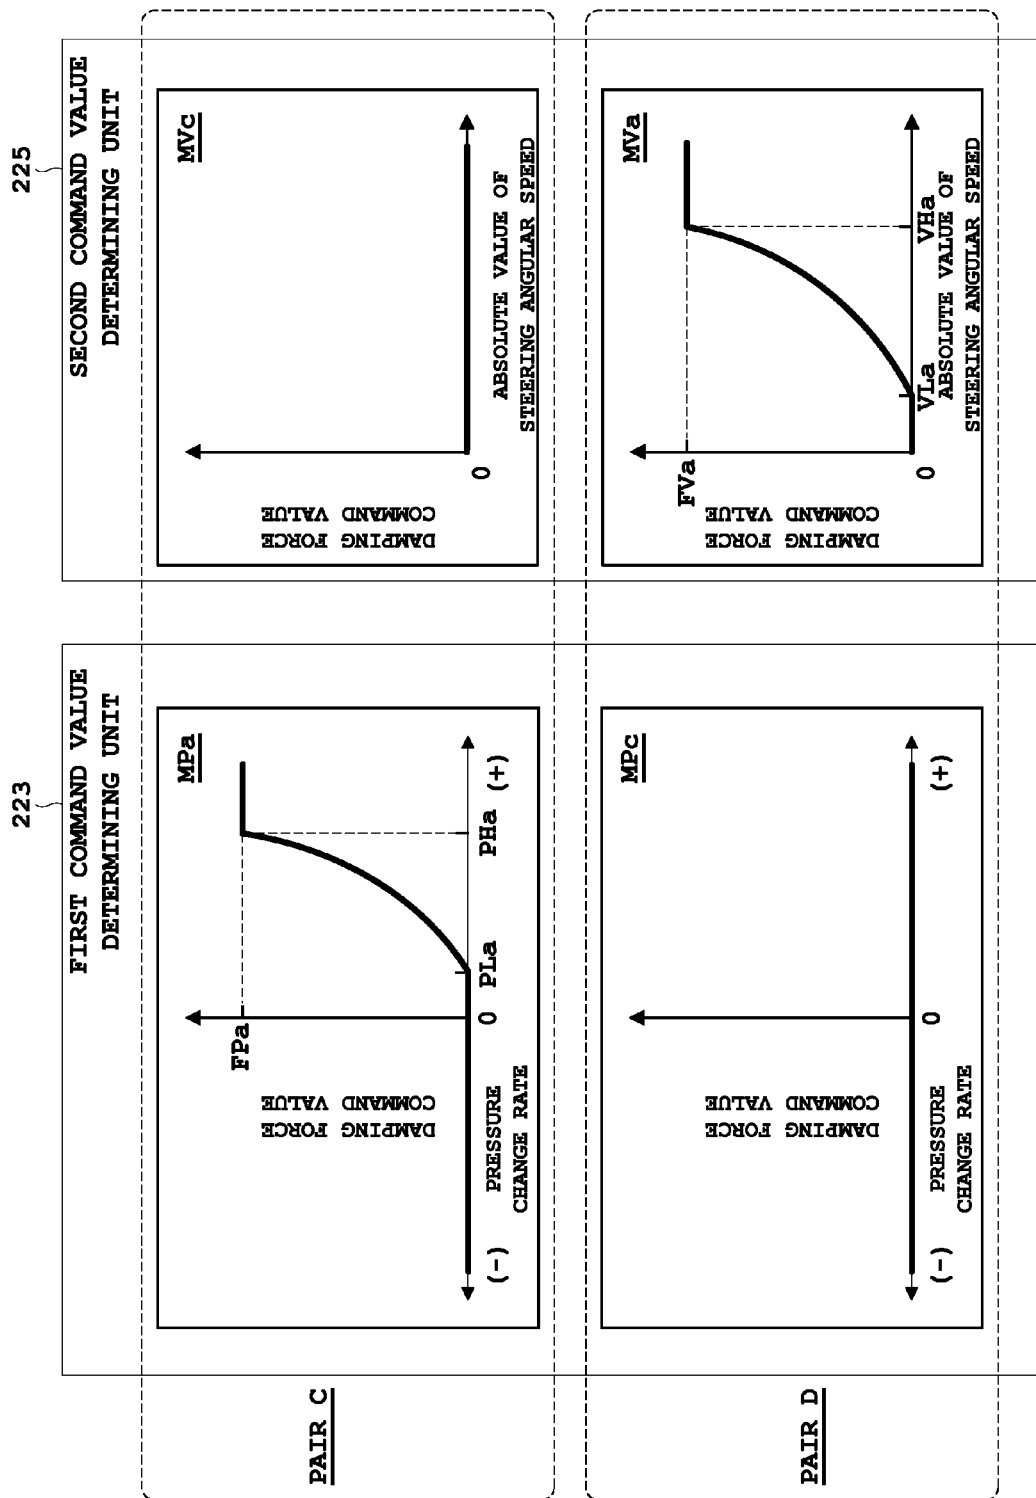 223
FIRST COMMAND VALUE
DETERMINING UNIT
225
SECOND COMMAND VALUE
DETERMINING UNIT
PAIR C
MPa
FPa
DAMPING FORCE
COMMAND VALUE
(-)
PRESSURE
CHANGE RATE
0
PLa
PHa
(+)
MVc
DAMPING FORCE
COMMAND VALUE
0
ABSOLUTE VALUE OF
STEERING ANGULAR SPEED
PAIR D
MPc
DAMPING FORCE
COMMAND VALUE
(-)
PRESSURE
CHANGE RATE
0
(+)
MVa
FVa
DAMPING FORCE
COMMAND VALUE
0
VLa
VHa
ABSOLUTE VALUE OF
STEERING ANGULAR SPEED